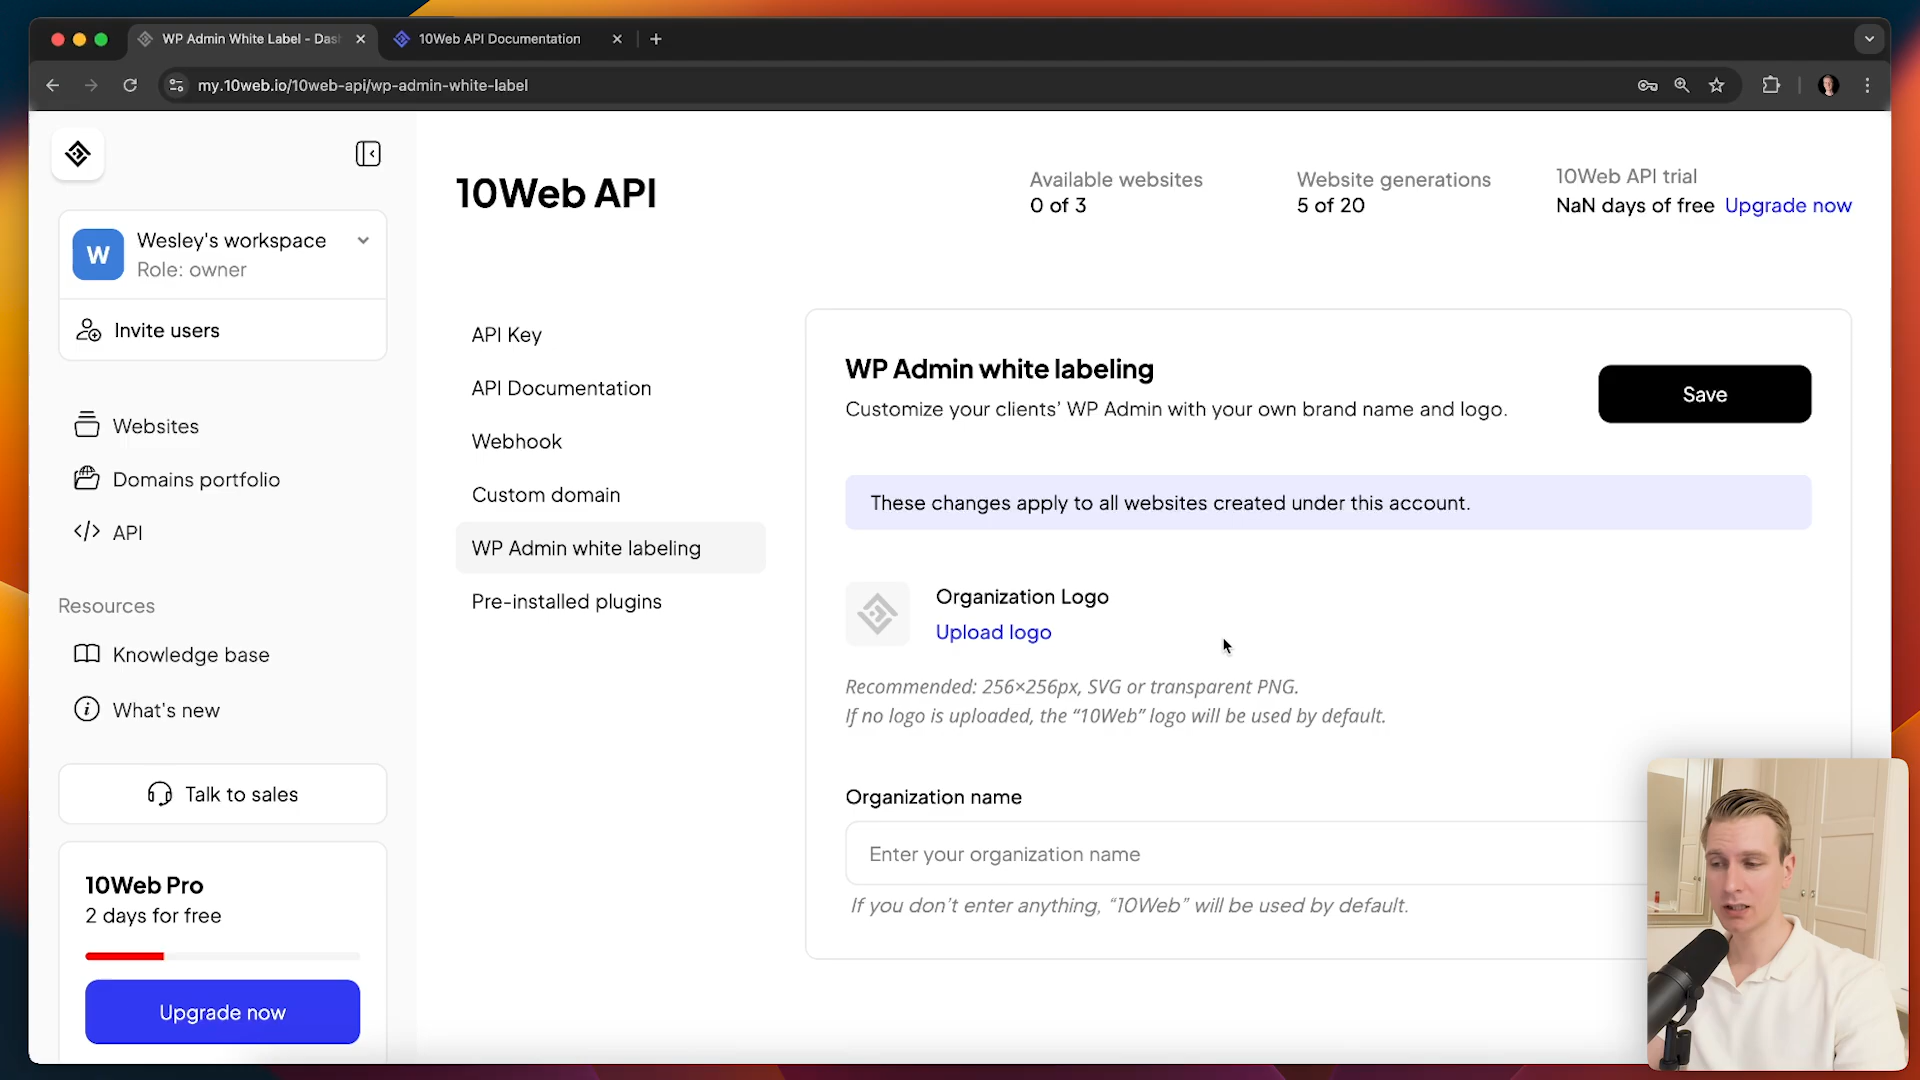 WP Admin White Label - Das
10Web API Documentation
my.10web.io/10web-api/wp-admin-white-label
W
Wesley's workspace
Role: owner
Invite users
Websites
Domains portfolio
API
Resources
Knowledge base
What's new
Talk to sales
10Web Pro
2 days for free
Upgrade now
10Web API
Available websites
0 of 3
Website generations
5 of 20
10Web API trial
NaN days of free Upgrade now
API Key
API Documentation
Webhook
Custom domain
WP Admin white labeling
Pre-installed plugins
WP Admin white labeling
Customize your clients’ WP Admin with your own brand name and logo.
Save
These changes apply to all websites created under this account.
Organization Logo
Upload logo
Recommended: 256×256px, SVG or transparent PNG.
If no logo is uploaded, the “10Web” logo will be used by default.
Organization name
Enter your organization name
If you don’t enter anything, “10Web” will be used by default.